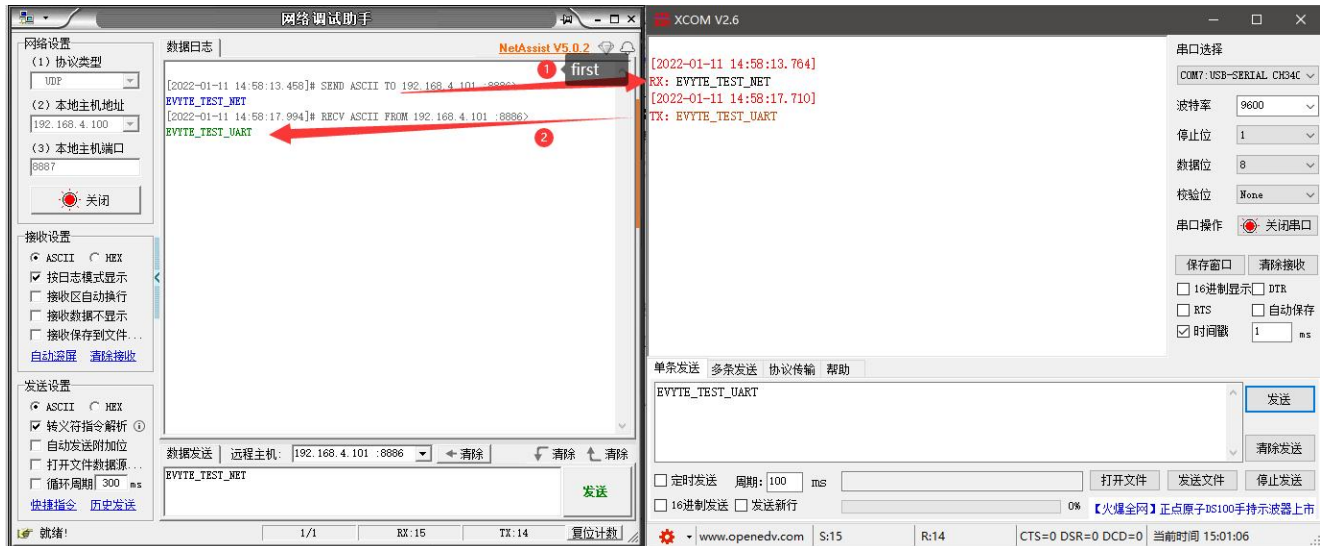 网络调试助手
网络设置
(1) 协议类型
UDP
(2) 本地主机地址
192.168.4.100
(3) 本地主机端口
8887
关闭
接收设置
ASCII HEX
按日志模式显示
接收区自动换行
接收数据不显示
接收保存到文件...
自动滚屏 清除接收
发送设置
ASCII HEX
转义符指令解析
自动发送附加位
打开文件数据源...
循环周期 300 ms
快捷指令 历史发送
就绪!
数据日志
NetAssist V5.0.2
1 first
[2022-01-11 14:58:13.458]# SEND ASCII TO 192.168.4.101 :8886>
EVYTE_TEST_NET
[2022-01-11 14:58:17.994]# RECV ASCII FROM 192.168.4.101 :8886>
EVYTE_TEST_UART
2
数据发送 远程主机: 192.168.4.101 :8886 清除 清除 清除
EVYTE_TEST_NET
发送
1/1 RX:15 TX:14 复位计数
XCOM V2.6
[2022-01-11 14:58:13.764]
RX: EVYTE_TEST_NET
[2022-01-11 14:58:17.710]
TX: EVYTE_TEST_UART
串口选择
COM7:USB-SERIAL CH34C
波特率 9600
停止位 1
数据位 8
校验位 None
串口操作 关闭串口
保存窗口 清除接收
16进制显示 DTR
RTS 自动保存
时间戳 1 ms
单条发送 多条发送 协议传输 帮助
EVYTE_TEST_UART
发送
清除发送
定时发送 周期: 100 ms 打开文件 发送文件 停止发送
16进制发送 发送新行 0% 【火爆全网】正点原子DS100手持示波器上市
www.openedv.com S:15 R:14 CTS=0 DSR=0 DCD=0 当前时间 15:01:06